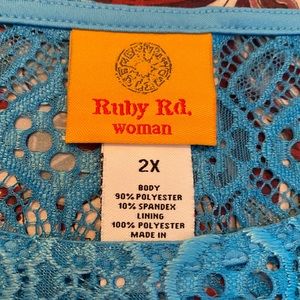 Ruby Rd.
woman
2X
BODY
90% POLYESTER
10% SPANDEX
LINING
100% POLYESTER
MADE IN